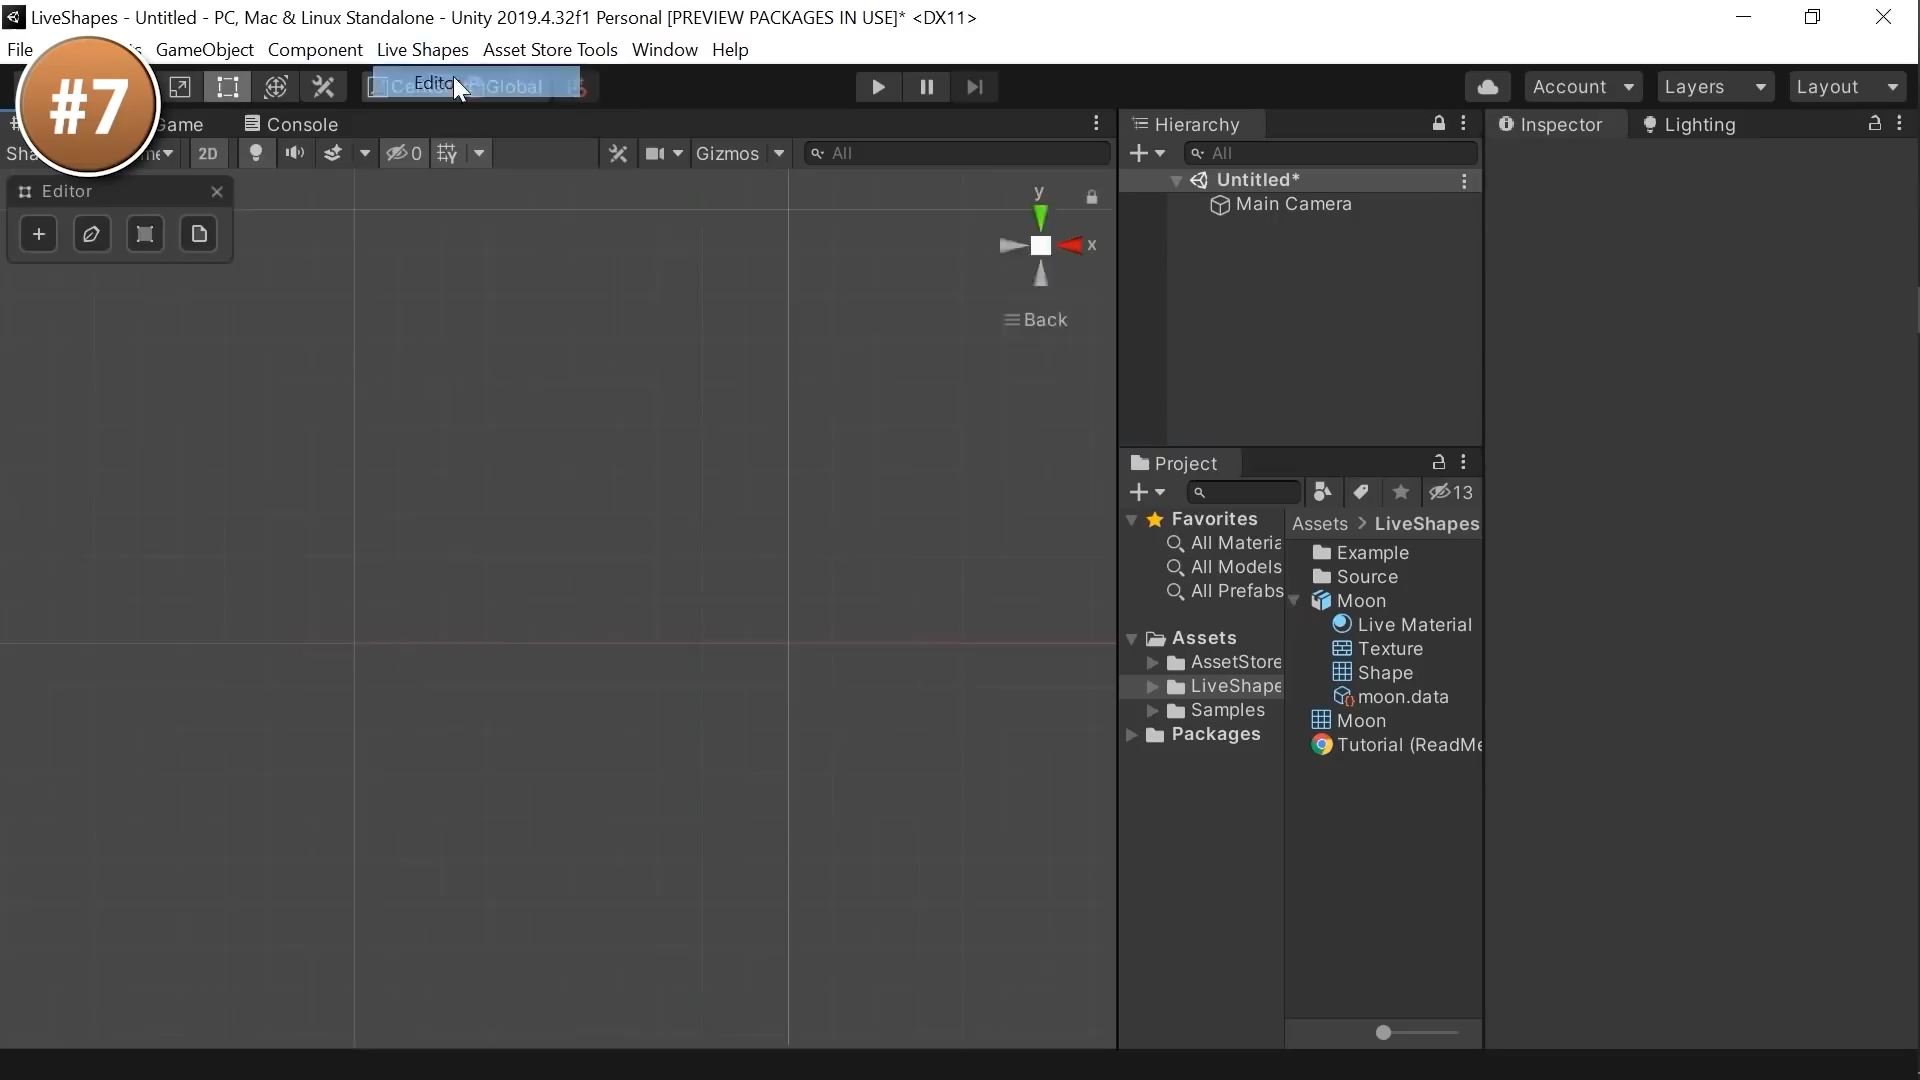 LiveShapes - Untitled - PC, Mac & Linux Standalone - Unity 2019.4.32f1 Personal [PREVIEW PACKAGES IN USE]* <DX11>
File GameObject Component Live Shapes Asset Store Tools Window Help
#7
Global
Account Layers Layout
Game Console
2D 0 Gizmos All
Editor
y
x
Back
Hierarchy
All
Untitled*
Main Camera
Inspector Lighting
Project
13
Favorites
All Materia
All Models
All Prefabs
Assets
AssetStore
LiveShape
Samples
Packages
Assets > LiveShapes
Example
Source
Moon
Live Material
Texture
Shape
moon.data
Moon
Tutorial (ReadMe